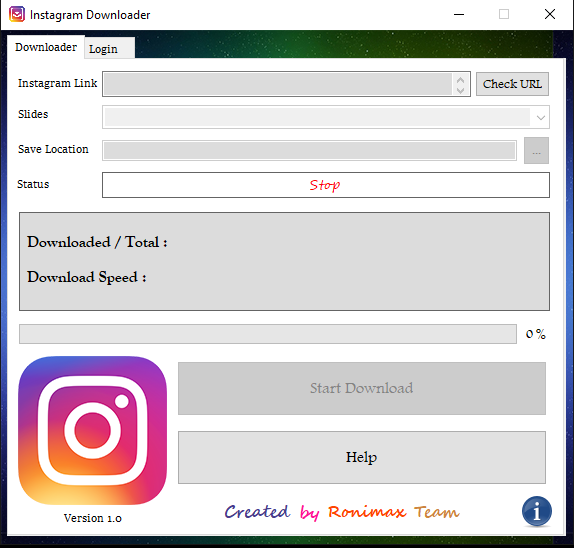 Instagram Downloader
Downloader Login
Instagram Link Check URL
Slides
Save Location ...
Status Stop
Downloaded / Total :
Download Speed :
0 %
Start Download
Help
Created by Ronimax Team
Version 1.0